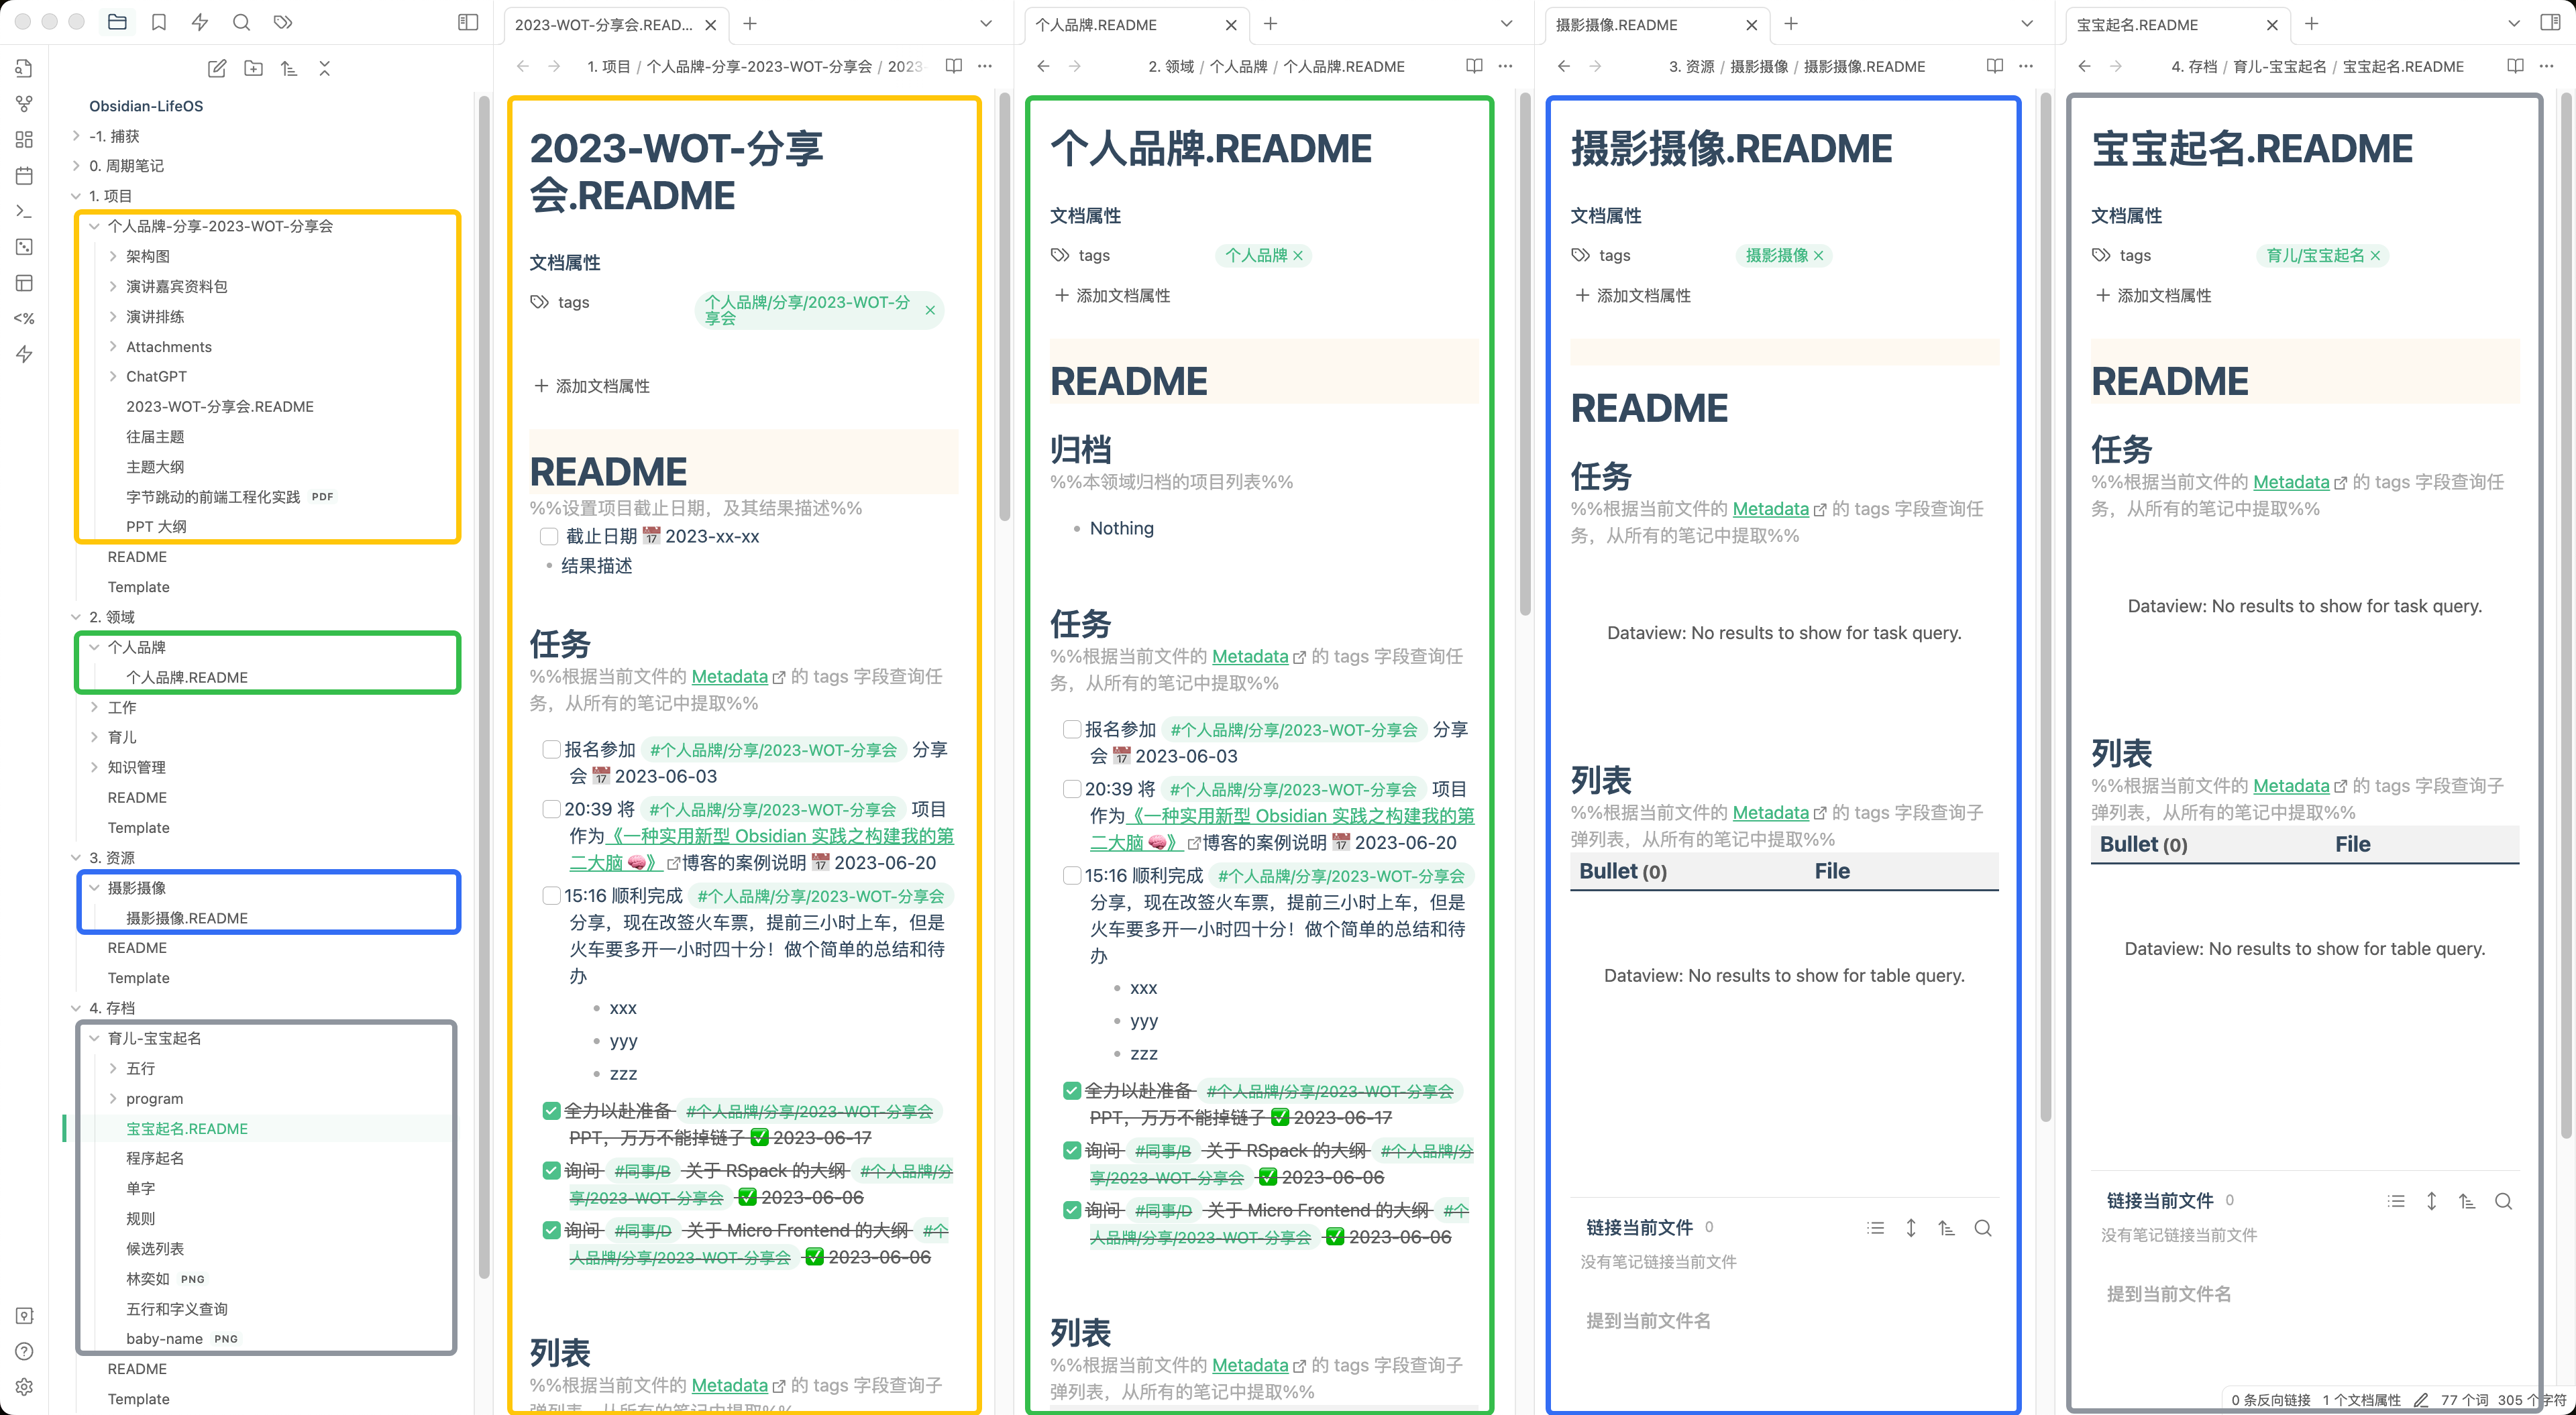 Obsidian-LifeOS
-1. 捕获
0. 周期笔记
1. 项目
个人品牌-分享-2023-WOT-分享会
架构图
演讲嘉宾资料包
演讲排练
Attachments
ChatGPT
2023-WOT-分享会.README
往届主题
主题大纲
字节跳动的前端工程化实践 PDF
PPT 大纲
README
Template
2. 领域
个人品牌
个人品牌.README
工作
育儿
知识管理
README
Template
3. 资源
摄影摄像
摄影摄像.README
README
Template
4. 存档
育儿-宝宝起名
五行
program
宝宝起名.README
程序起名
单字
规则
候选列表
林奕如 PNG
五行和字义查询
baby-name PNG
README
Template
<%
2023-WOT-分享会.READ...
1. 项目 / 个人品牌-分享-2023-WOT-分享会 / 2023-
2023-WOT-分享
会.README
文档属性
tags
个人品牌/分享/2023-WOT-分
享会
添加文档属性
README
%%设置项目截止日期，及其结果描述%%
截止日期 📅 2023-xx-xx
• 结果描述
任务
%%根据当前文件的 Metadata 的 tags 字段查询任
务，从所有的笔记中提取%%
报名参加 #个人品牌/分享/2023-WOT-分享会 分享
会 📅 2023-06-03
20:39 将 #个人品牌/分享/2023-WOT-分享会 项目
作为《一种实用新型 Obsidian 实践之构建我的第
二大脑 🧠》博客的案例说明 📅 2023-06-20
15:16 顺利完成 #个人品牌/分享/2023-WOT-分享会
分享，现在改签火车票，提前三小时上车，但是
火车要多开一小时四十分！做个简单的总结和待
办
• xxx
• yyy
• zzz
全力以赴准备 #个人品牌/分享/2023-WOT-分享会
PPT，万万不能掉链子 ✅ 2023-06-17
询问 #同事/B 关于 RSpack 的大纲 #个人品牌/分
享/2023-WOT-分享会 ✅ 2023-06-06
询问 #同事/D 关于 Micro Frontend 的大纲 #个
人品牌/分享/2023-WOT-分享会 ✅ 2023-06-06
列表
%%根据当前文件的 Metadata 的 tags 字段查询子
弹列表，从所有的笔记中提取%%
个人品牌.README
2. 领域 / 个人品牌 / 个人品牌.README
个人品牌.README
文档属性
tags
个人品牌
添加文档属性
README
归档
%%本领域归档的项目列表%%
• Nothing
任务
%%根据当前文件的 Metadata 的 tags 字段查询任
务，从所有的笔记中提取%%
报名参加 #个人品牌/分享/2023-WOT-分享会 分享
会 📅 2023-06-03
20:39 将 #个人品牌/分享/2023-WOT-分享会 项目
作为《一种实用新型 Obsidian 实践之构建我的第
二大脑 🧠》博客的案例说明 📅 2023-06-20
15:16 顺利完成 #个人品牌/分享/2023-WOT-分享会
分享，现在改签火车票，提前三小时上车，但是
火车要多开一小时四十分！做个简单的总结和待
办
• xxx
• yyy
• zzz
全力以赴准备 #个人品牌/分享/2023-WOT-分享会
PPT，万万不能掉链子 ✅ 2023-06-17
询问 #同事/B 关于 RSpack 的大纲 #个人品牌/分
享/2023-WOT-分享会 ✅ 2023-06-06
询问 #同事/D 关于 Micro Frontend 的大纲 #个
人品牌/分享/2023-WOT-分享会 ✅ 2023-06-06
列表
%%根据当前文件的 Metadata 的 tags 字段查询子
弹列表，从所有的笔记中提取%%
摄影摄像.README
3. 资源 / 摄影摄像 / 摄影摄像.README
摄影摄像.README
文档属性
tags
摄影摄像
添加文档属性
README
任务
%%根据当前文件的 Metadata 的 tags 字段查询任
务，从所有的笔记中提取%%
Dataview: No results to show for task query.
列表
%%根据当前文件的 Metadata 的 tags 字段查询子
弹列表，从所有的笔记中提取%%
Bullet (0) File
Dataview: No results to show for table query.
链接当前文件 0
没有笔记链接当前文件
提到当前文件名
宝宝起名.README
4. 存档 / 育儿-宝宝起名 / 宝宝起名.README
宝宝起名.README
文档属性
tags
育儿/宝宝起名
添加文档属性
README
任务
%%根据当前文件的 Metadata 的 tags 字段查询任
务，从所有的笔记中提取%%
Dataview: No results to show for task query.
列表
%%根据当前文件的 Metadata 的 tags 字段查询子
弹列表，从所有的笔记中提取%%
Bullet (0) File
Dataview: No results to show for table query.
链接当前文件 0
没有笔记链接当前文件
提到当前文件名
0 条反向链接 1 个文档属性 77 个词 305 个字符